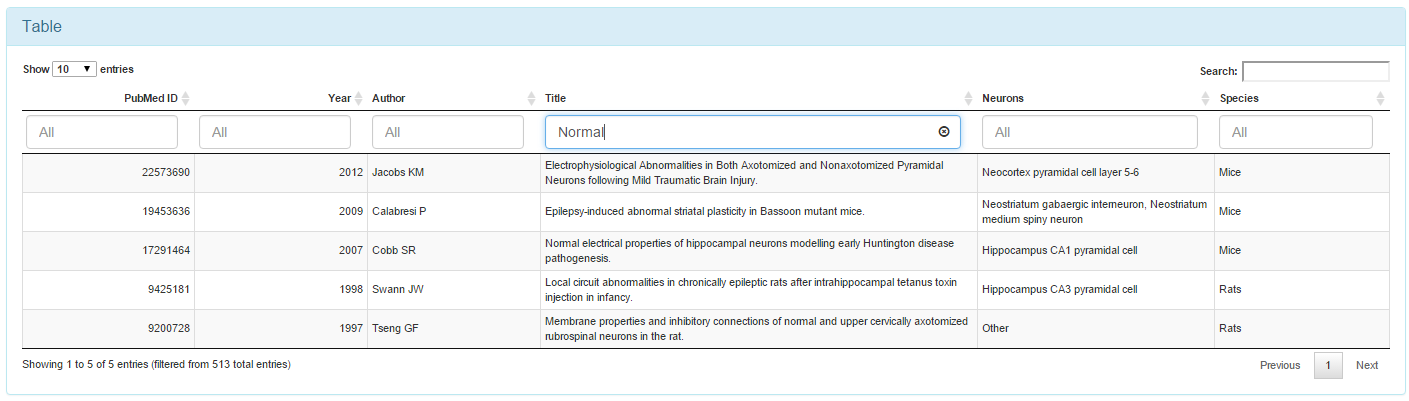 Table
Show 10 entries
Search:
PubMed ID Year Author Title Neurons Species
All All All Normal All All
22573690 2012 Jacobs KM Electrophysiological Abnormalities in Both Axotomized and Nonaxotomized Pyramidal Neocortex pyramidal cell layer 5-6 Mice
Neurons following Mild Traumatic Brain Injury.
19453636 2009 Calabresi P Epilepsy-induced abnormal striatal plasticity in Bassoon mutant mice. Neostriatum gabaergic interneuron, Neostriatum Mice
medium spiny neuron
17291464 2007 Cobb SR Normal electrical properties of hippocampal neurons modelling early Huntington disease Hippocampus CA1 pyramidal cell Mice
pathogenesis.
9425181 1998 Swann JW Local circuit abnormalities in chronically epileptic rats after intrahippocampal tetanus toxin Hippocampus CA3 pyramidal cell Rats
injection in infancy.
9200728 1997 Tseng GF Membrane properties and inhibitory connections of normal and upper cervically axotomized Other Rats
rubrospinal neurons in the rat.
Showing 1 to 5 of 5 entries (filtered from 513 total entries)
Previous 1 Next